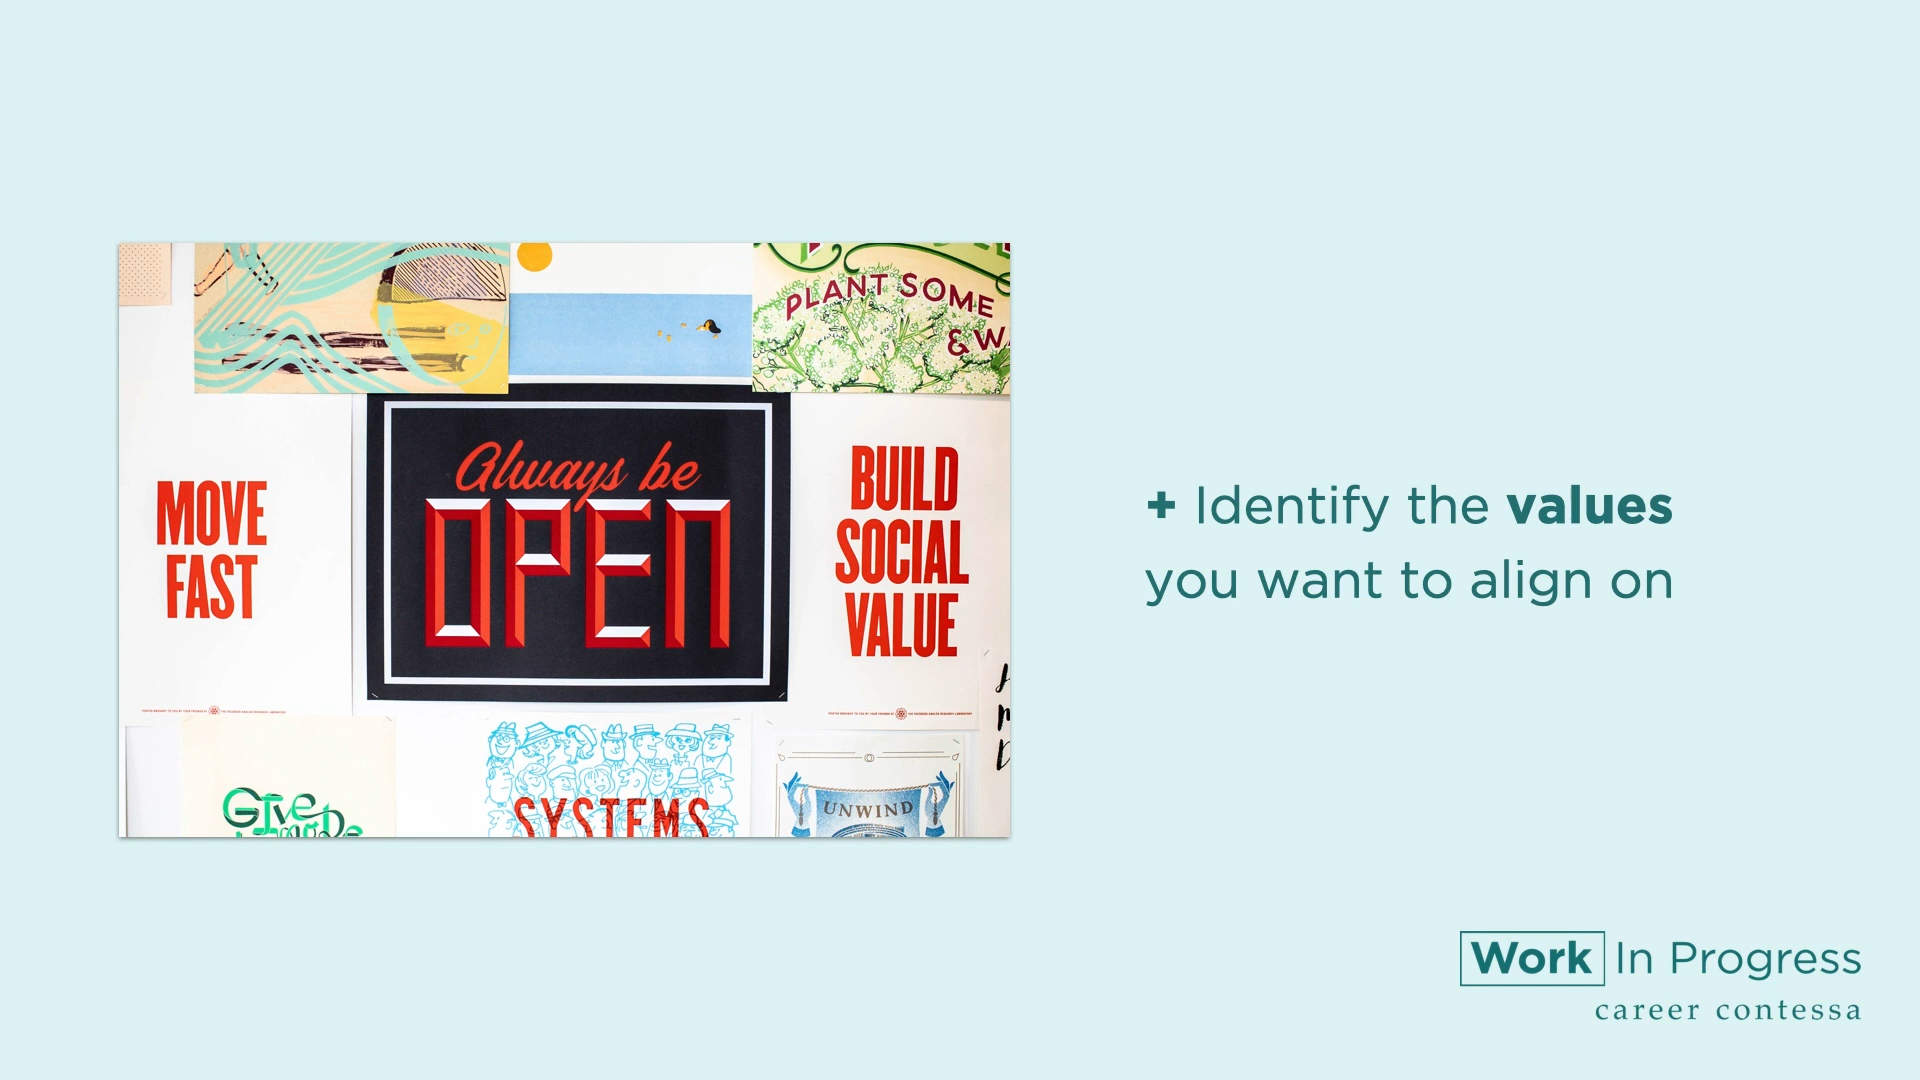 PLANT SOME
&
MOVE
FAST
Always be
OPEN
BUILD
SOCIAL
VALUE
GIVE
SYSTEMS
UNWIND
+ Identify the values
you want to align on
Work In Progress
career contessa